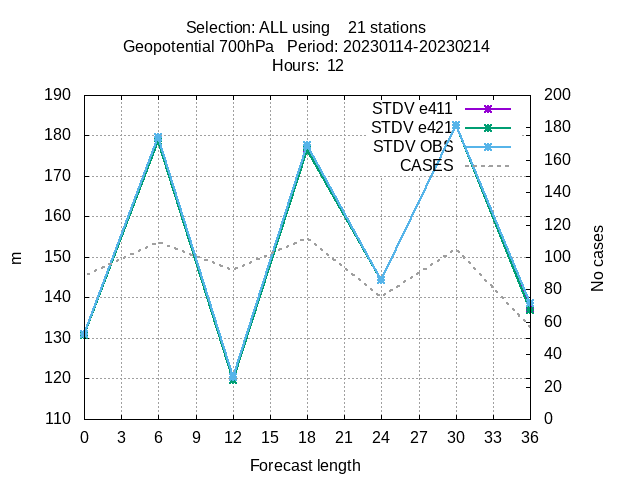 Selection: ALL using    21 stations
Geopotential 700hPa   Period: 20230114-20230214
Hours:  12
190 200
STDV e411
180 STDV e421 180
STDV OBS
170 CASES 160
160 140
150 120
140 100
130 80
120 60
110 40
20
0
m
No cases
0 3 6 9 12 15 18 21 24 27 30 33 36
Forecast length